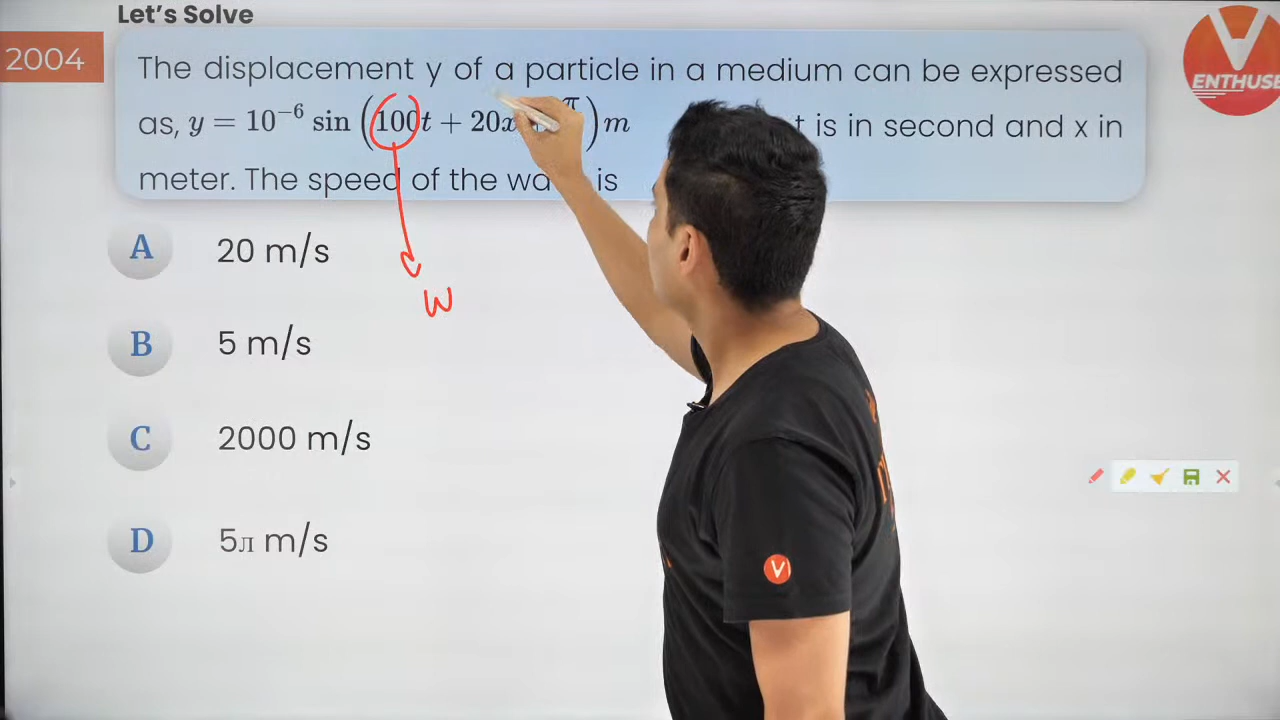 Let's Solve
2004
The displacement y of a particle in a medium can be expressed
as, y = 10⁻⁶ sin (100t + 20x π ) m t is in second and x in
meter. The speed of the wa is
A 20 m/s
w
B 5 m/s
C 2000 m/s
D 5л m/s
V
ENTHUSE
V